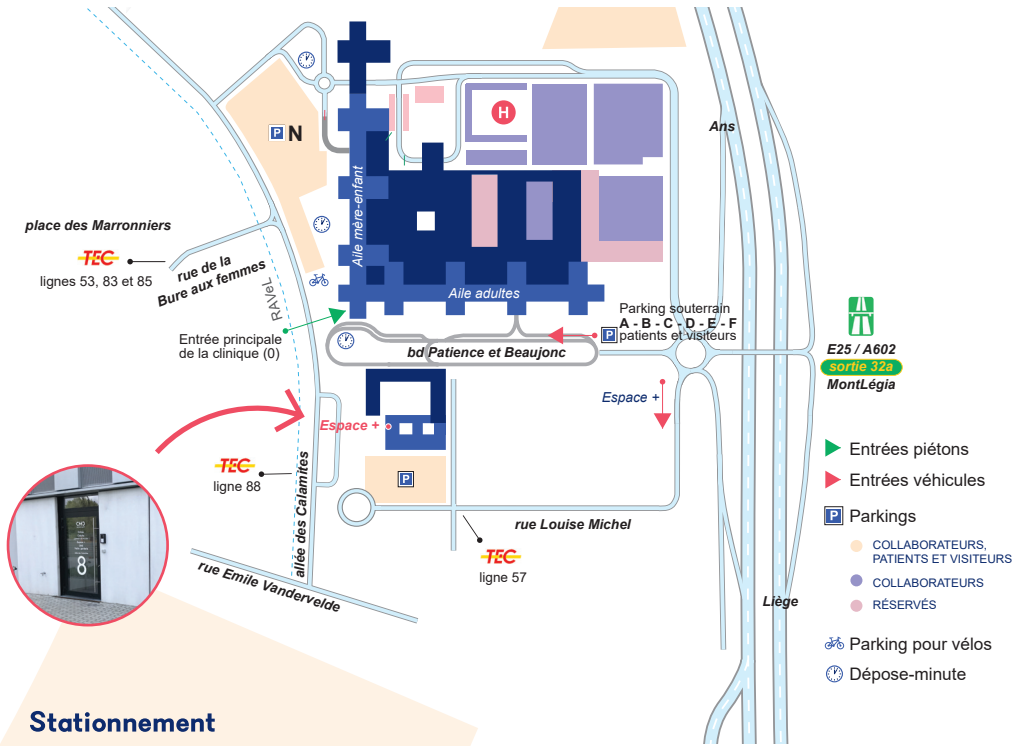 P N
H
Ans
Aile mère-enfant
place des Marronniers
TEC
lignes 53, 83 et 85
rue de la
Bure aux femmes
RAVeL
Aile adultes
Entrée principale
de la clinique (0)
Parking souterrain
A - B - C - D - E - F
P patients et visiteurs
bd Patience et Beaujonc
E25 / A602
sortie 32a
MontLégia
Espace +
Espace +
TEC
ligne 88
allée des Calamites
P
rue Louise Michel
TEC
ligne 57
rue Emile Vandervelde
8
Liège
Entrées piétons
Entrées véhicules
P Parkings
COLLABORATEURS,
PATIENTS ET VISITEURS
COLLABORATEURS
RÉSERVÉS
Parking pour vélos
Dépose-minute
Stationnement